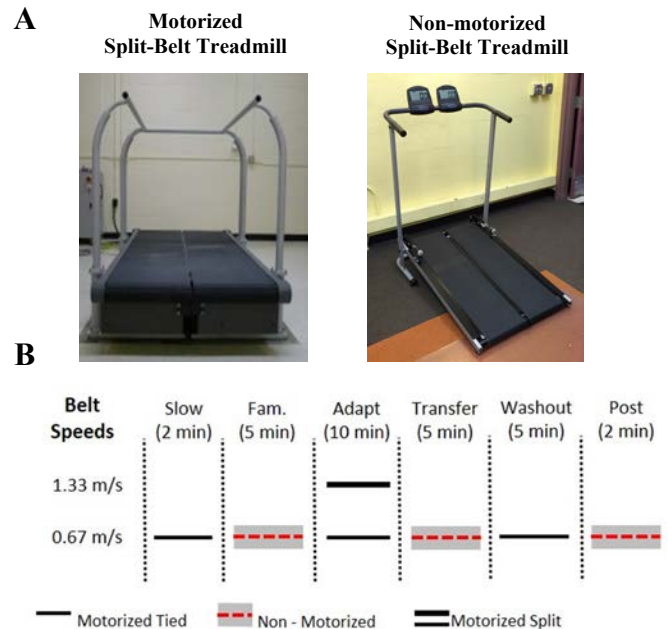 A
Motorized
Split-Belt Treadmill
Non-motorized
Split-Belt Treadmill
B
Belt
Speeds
Slow
(2 min)
Fam.
(5 min)
Adapt
(10 min)
Transfer
(5 min)
Washout
(5 min)
Post
(2 min)
1.33 m/s
0.67 m/s
Motorized Tied
Non - Motorized
Motorized Split